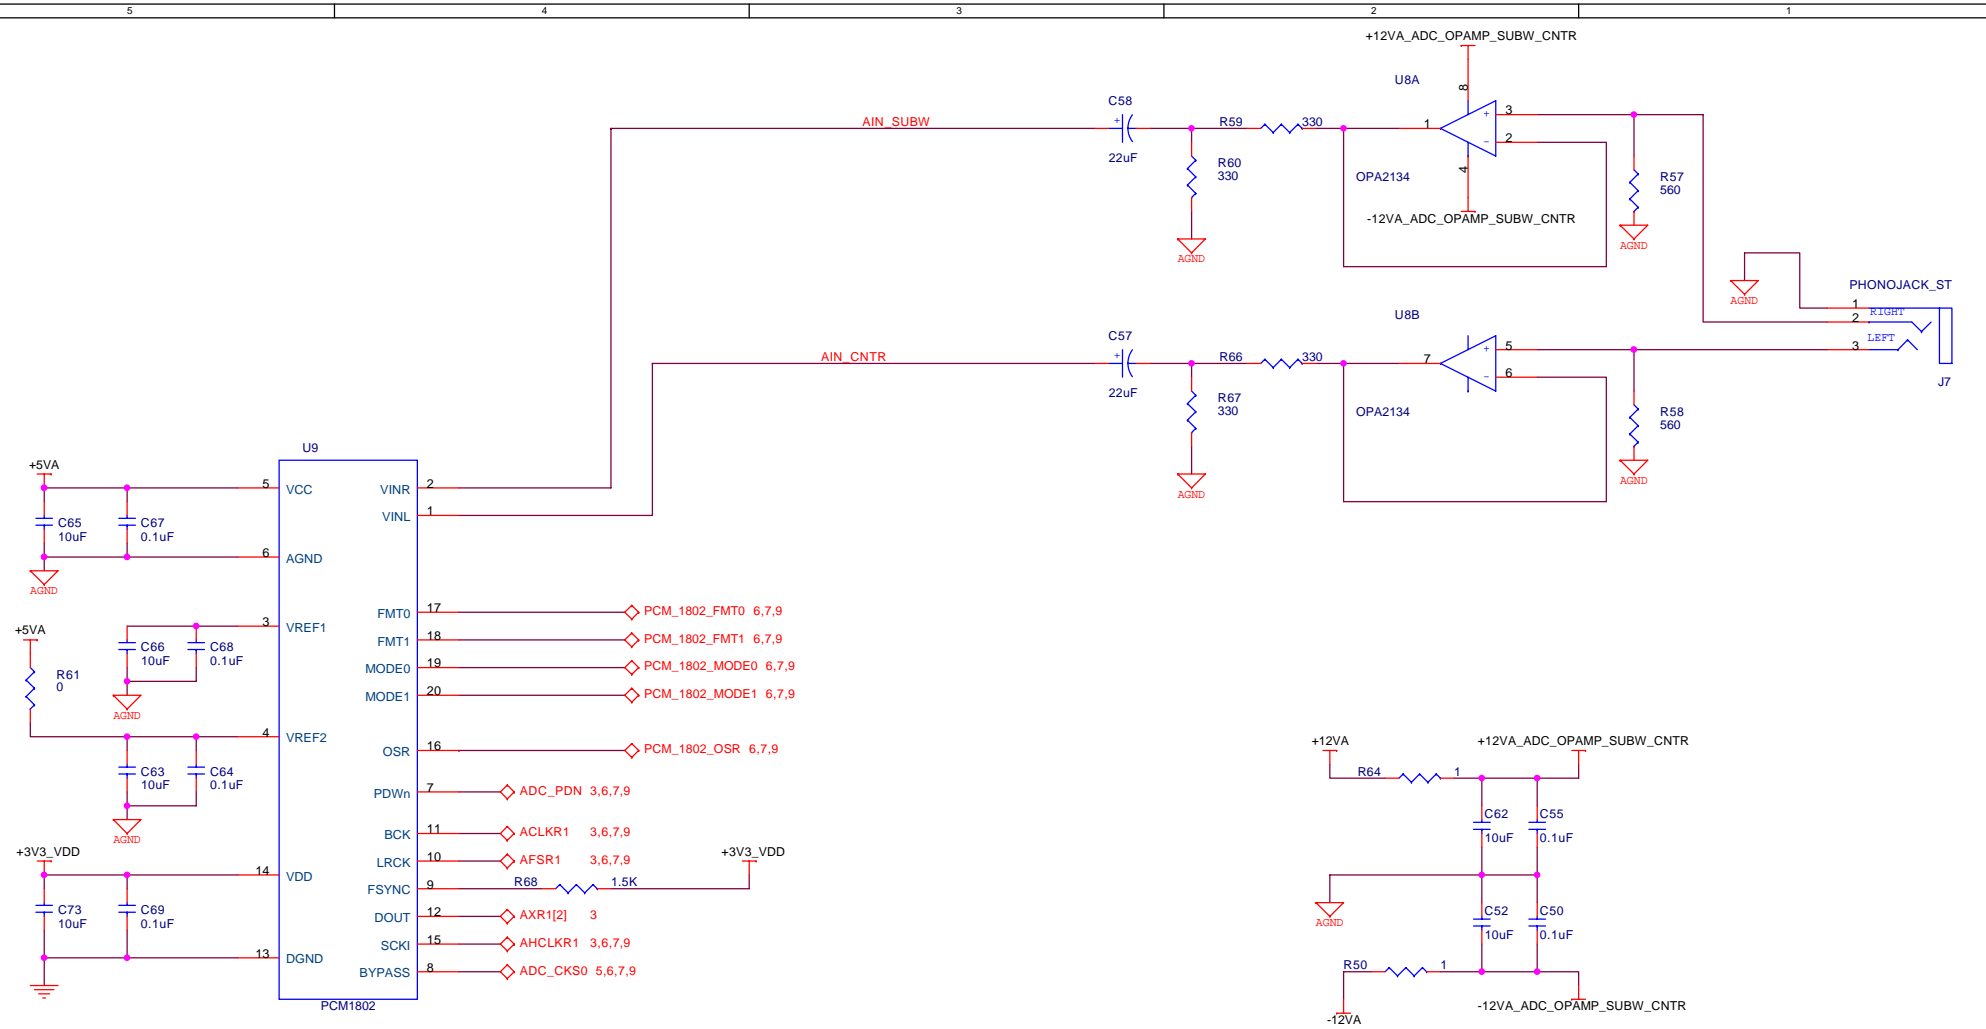 5 4 3 2 1
+12VA_ADC_OPAMP_SUBW_CNTR
U8A
8
C58
+
AIN_SUBW
R59 330
1
+ 3
- 2
22uF
R60
330
OPA2134
4
R57
560
-12VA_ADC_OPAMP_SUBW_CNTR
AGND
AGND
PHONOJACK_ST
AGND
1
RIGHT
2
LEFT
3
J7
U8B
C57
+
AIN_CNTR
R66 330
7
+ 5
- 6
22uF
R67
330
OPA2134
R58
560
AGND
AGND
U9
+5VA
5 VCC
VINR 2
VINL 1
C65
10uF
C67
0.1uF
6 AGND
AGND
FMT0 17 PCM_1802_FMT0 6,7,9
3 VREF1
FMT1 18 PCM_1802_FMT1 6,7,9
+5VA
C66
10uF
C68
0.1uF
MODE0 19 PCM_1802_MODE0 6,7,9
R61
0
MODE1 20 PCM_1802_MODE1 6,7,9
AGND
4 VREF2
OSR 16 PCM_1802_OSR 6,7,9
C63
10uF
C64
0.1uF
PDWn 7 ADC_PDN 3,6,7,9
AGND
BCK 11 ACLKR1 3,6,7,9
+3V3_VDD
LRCK 10 AFSR1 3,6,7,9
+3V3_VDD
14 VDD
FSYNC 9 R68 1.5K
C73
10uF
C69
0.1uF
DOUT 12 AXR1[2] 3
SCKI 15 AHCLKR1 3,6,7,9
13 DGND
BYPASS 8 ADC_CKS0 5,6,7,9
PCM1802
+12VA
+12VA_ADC_OPAMP_SUBW_CNTR
R64 1
C62
10uF
C55
0.1uF
AGND
C52
10uF
C50
0.1uF
R50 1
-12VA
-12VA_ADC_OPAMP_SUBW_CNTR